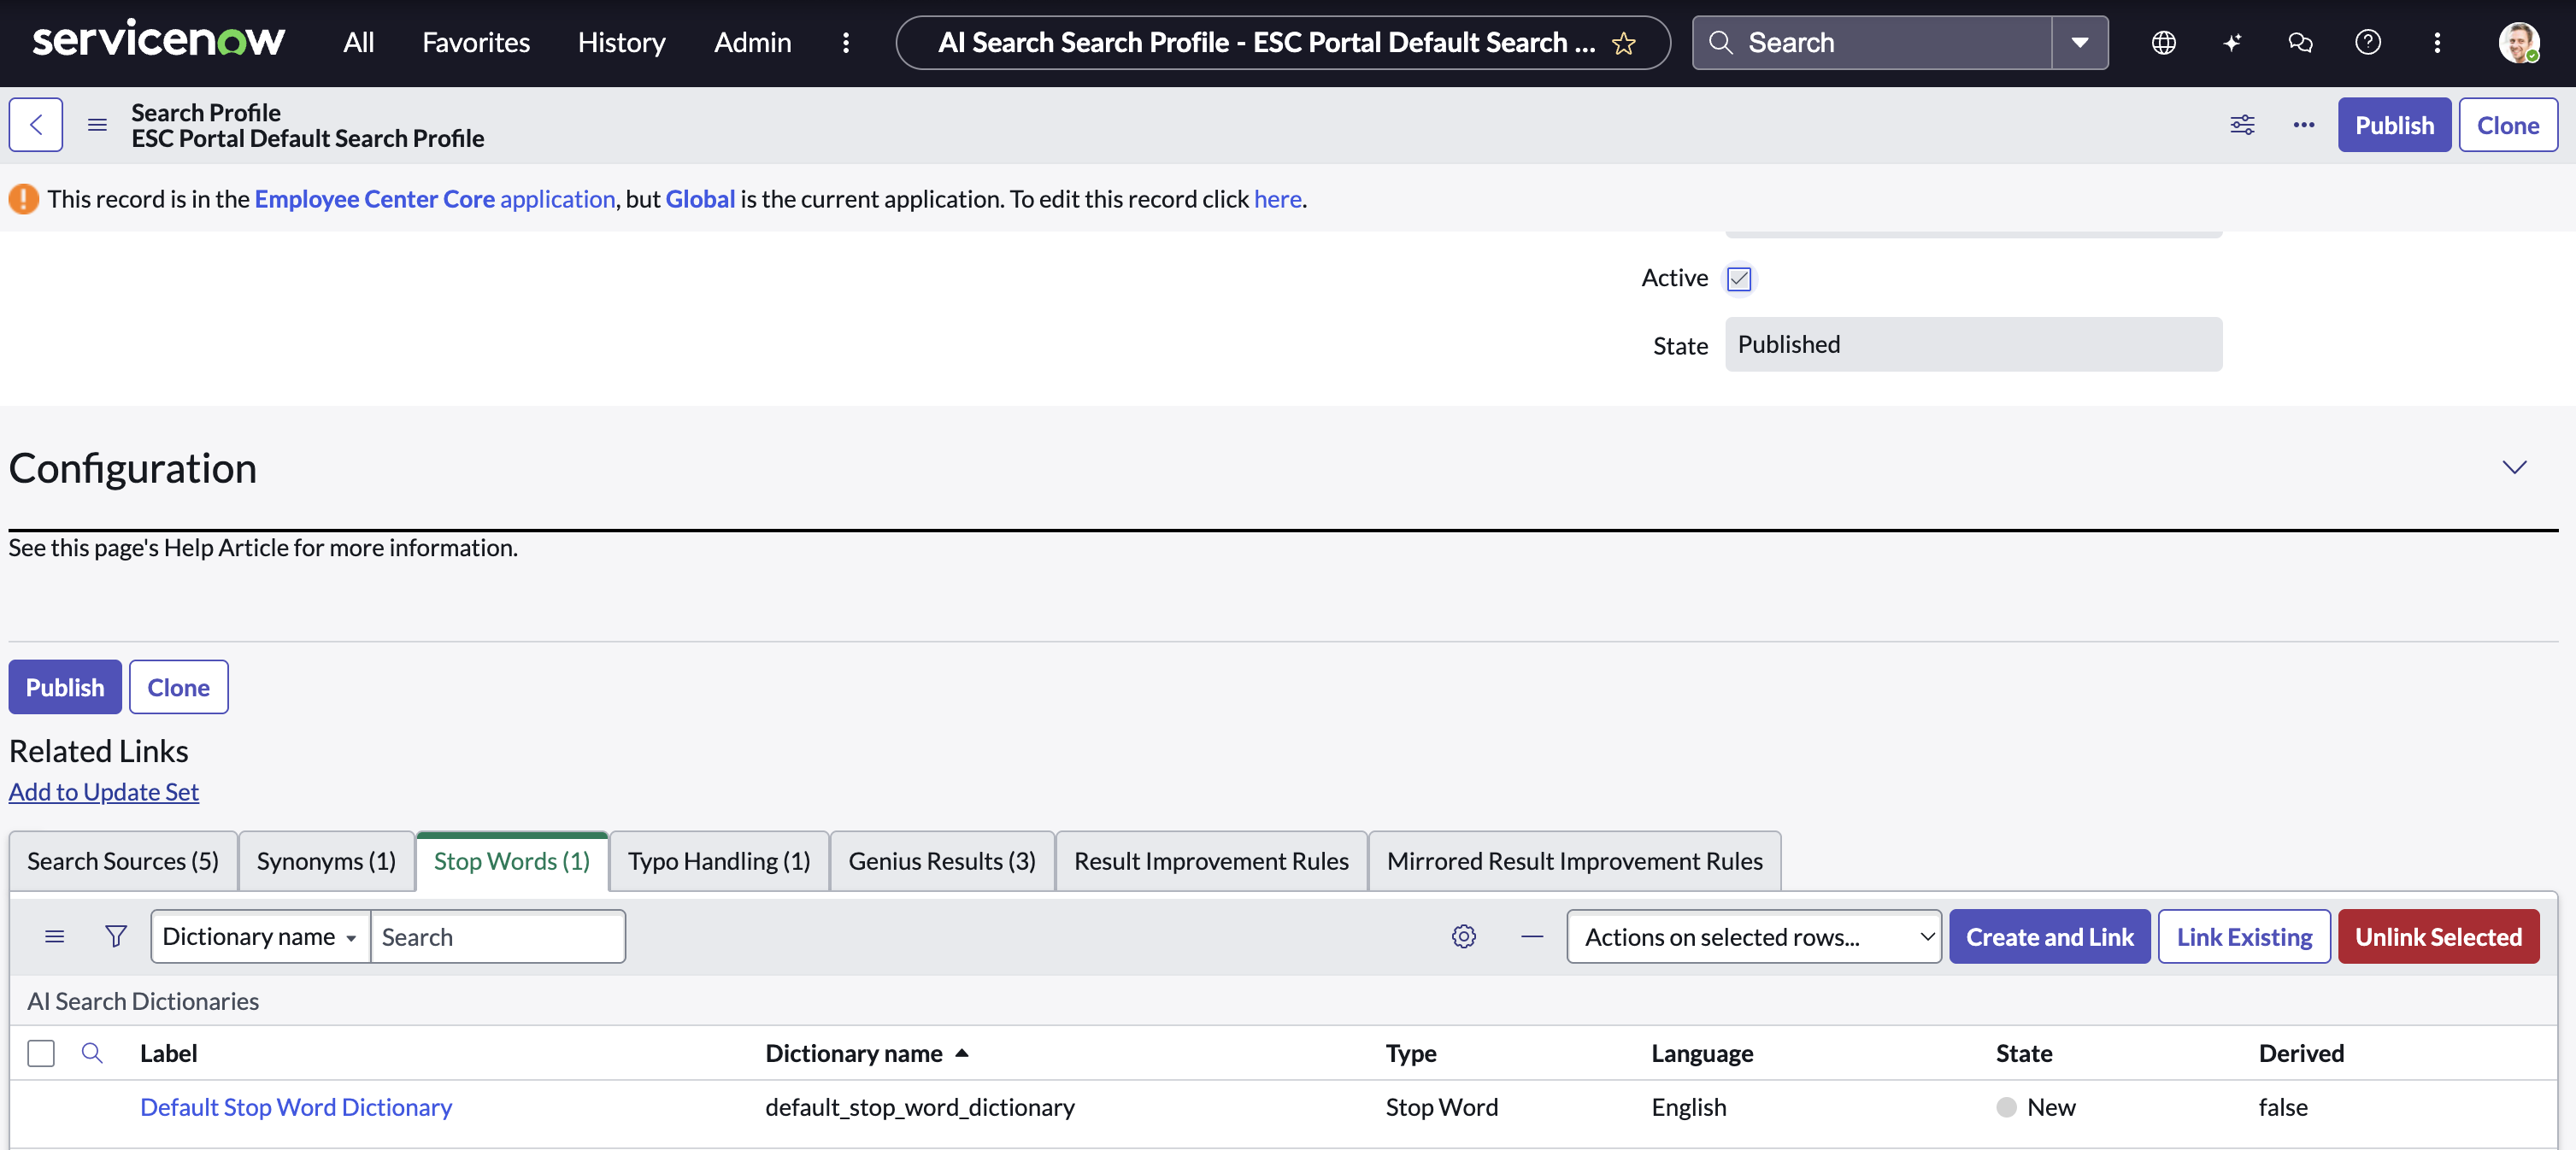 servicenow All Favorites History Admin AI Search Search Profile - ESC Portal Default Search ... Search
Search Profile
ESC Portal Default Search Profile
Publish Clone
This record is in the Employee Center Core application, but Global is the current application. To edit this record click here.
Active
State Published
Configuration
See this page's Help Article for more information.
Publish Clone
Related Links
Add to Update Set
Search Sources (5) Synonyms (1) Stop Words (1) Typo Handling (1) Genius Results (3) Result Improvement Rules Mirrored Result Improvement Rules
Dictionary name Search Actions on selected rows... Create and Link Link Existing Unlink Selected
AI Search Dictionaries
Label Dictionary name Type Language State Derived
Default Stop Word Dictionary default_stop_word_dictionary Stop Word English New false